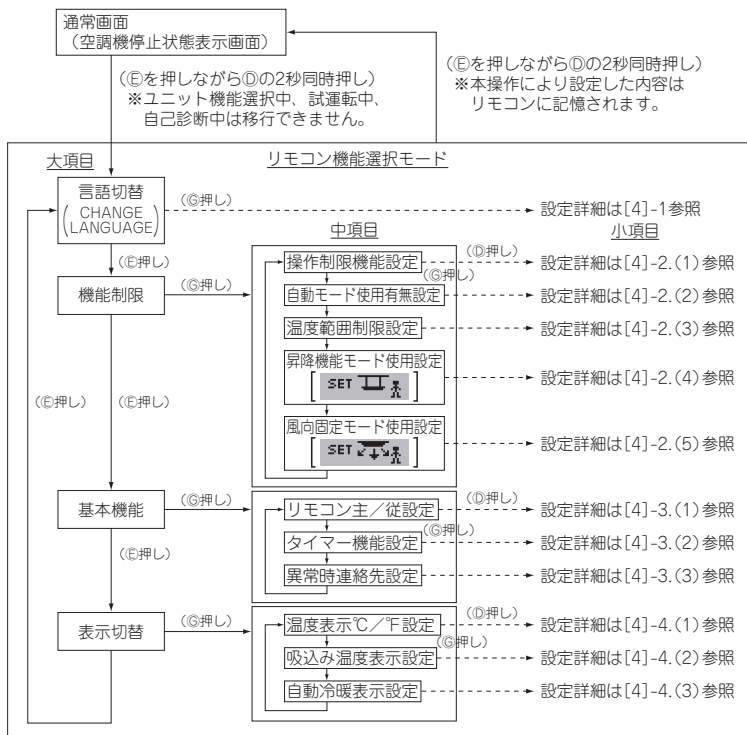 通常画面
（空調機停止状態表示画面）
（Ⓔを押しながらⒹの2秒同時押し）
※ユニット機能選択中、試運転中、
自己診断中は移行できません。
（Ⓔを押しながらⒹの2秒同時押し）
※本操作により設定した内容は
リモコンに記憶されます。
大項目
リモコン機能選択モード
言語切替
（CHANGE
LANGUAGE）
（Ⓖ押し）
設定詳細は[4]-1参照
中項目
小項目
（Ⓔ押し）
機能制限
（Ⓖ押し）
操作制限機能設定
（Ⓓ押し）
設定詳細は[4]-2.(1)参照
（Ⓖ押し）
自動モード使用有無設定
設定詳細は[4]-2.(2)参照
温度範囲制限設定
設定詳細は[4]-2.(3)参照
昇降機能モード使用設定
SET
設定詳細は[4]-2.(4)参照
（Ⓔ押し）
（Ⓔ押し）
風向固定モード使用設定
SET
設定詳細は[4]-2.(5)参照
基本機能
（Ⓖ押し）
リモコン主／従設定
（Ⓓ押し）
設定詳細は[4]-3.(1)参照
（Ⓖ押し）
タイマー機能設定
設定詳細は[4]-3.(2)参照
（Ⓔ押し）
異常時連絡先設定
設定詳細は[4]-3.(3)参照
表示切替
（Ⓖ押し）
温度表示℃／℉設定
（Ⓓ押し）
設定詳細は[4]-4.(1)参照
（Ⓖ押し）
吸込み温度表示設定
設定詳細は[4]-4.(2)参照
自動冷暖表示設定
設定詳細は[4]-4.(3)参照